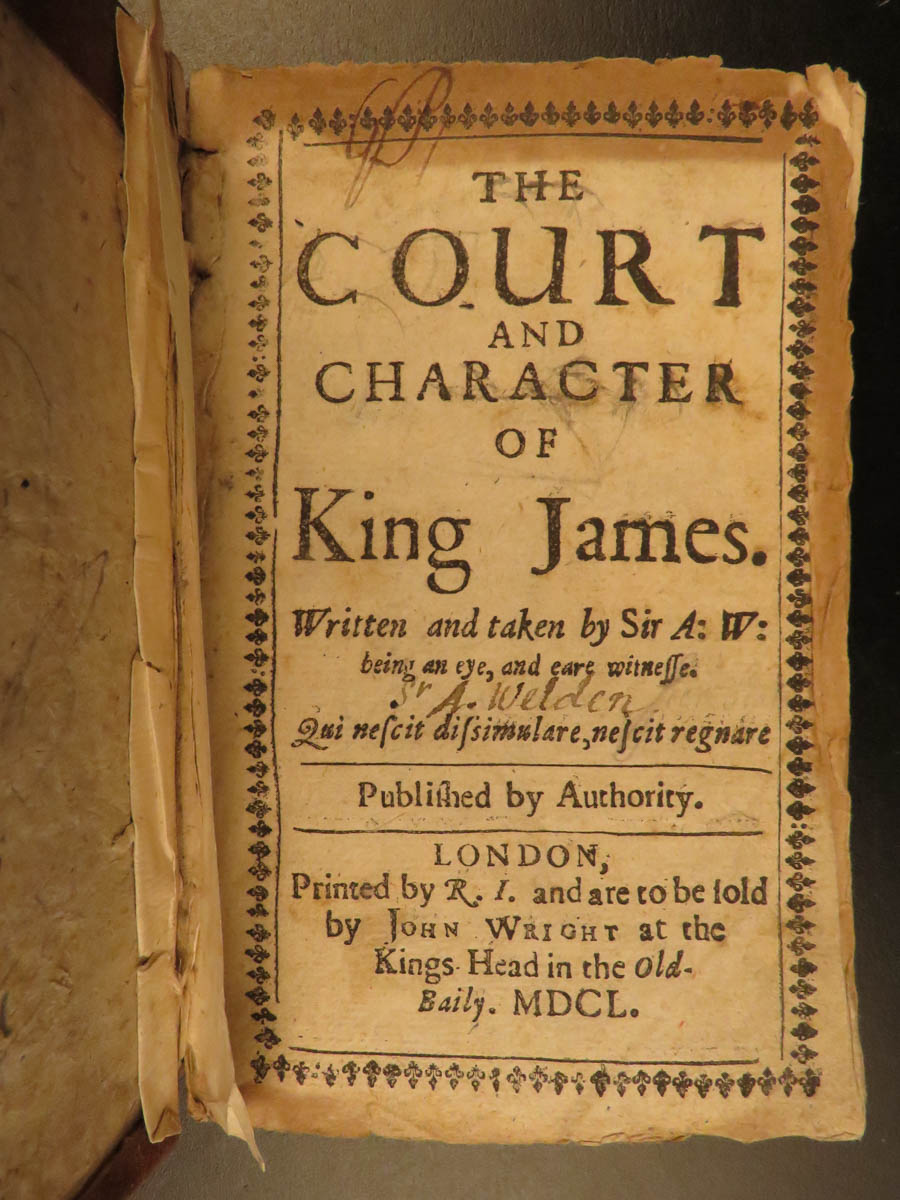 THE
COURT
AND
CHARACTER
OF
King James.
Written and taken by Sir A: W:
being an eye, and eare witneſſe.
Sr A. Welden
Qui neſcit diſsimulare, neſcit regnare
Publiſhed by Authority.
LONDON,
Printed by R. I. and are to be ſold
by JOHN WRIGHT at the
Kings Head in the Old-
Baily. MDCL.